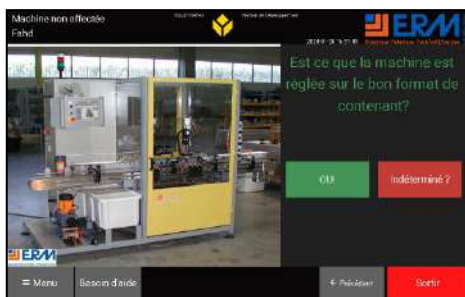 Machine non affectée
Fahd
ERM
Est ce que la machine est
réglée sur le bon format de
contenant?
OUI
Indéterminé ?
ERM
≡ Menu
Besoin d'aide
← Précédent
Sortir